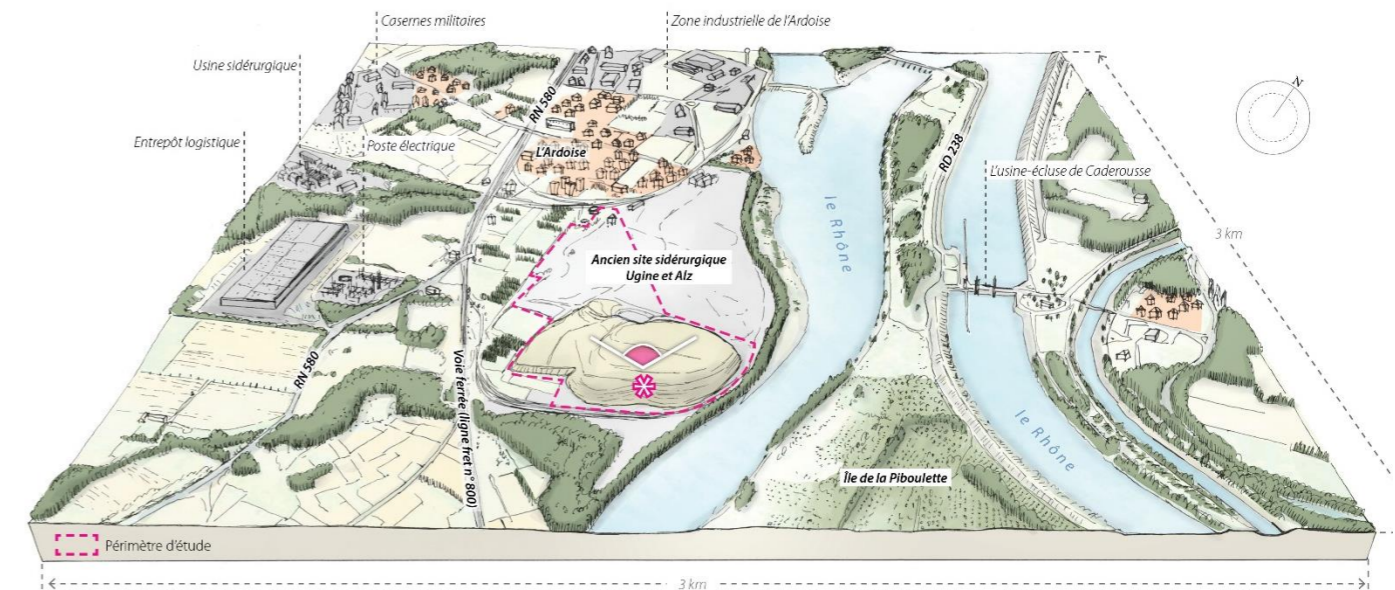 Casernes militaires
Zone industrielle de l'Ardoise
Usine sidérurgique
RN 580
N
Entrepôt logistique
Poste électrique
L'Ardoise
RD 238
L'usine-écluse de Caderousse
le Rhône
3 km
Ancien site sidérurgique
Ugine et Alz
RN 580
Voie ferrée (ligne fret n°800)
le Rhône
Île de la Piboulette
Périmètre d'étude
3 km